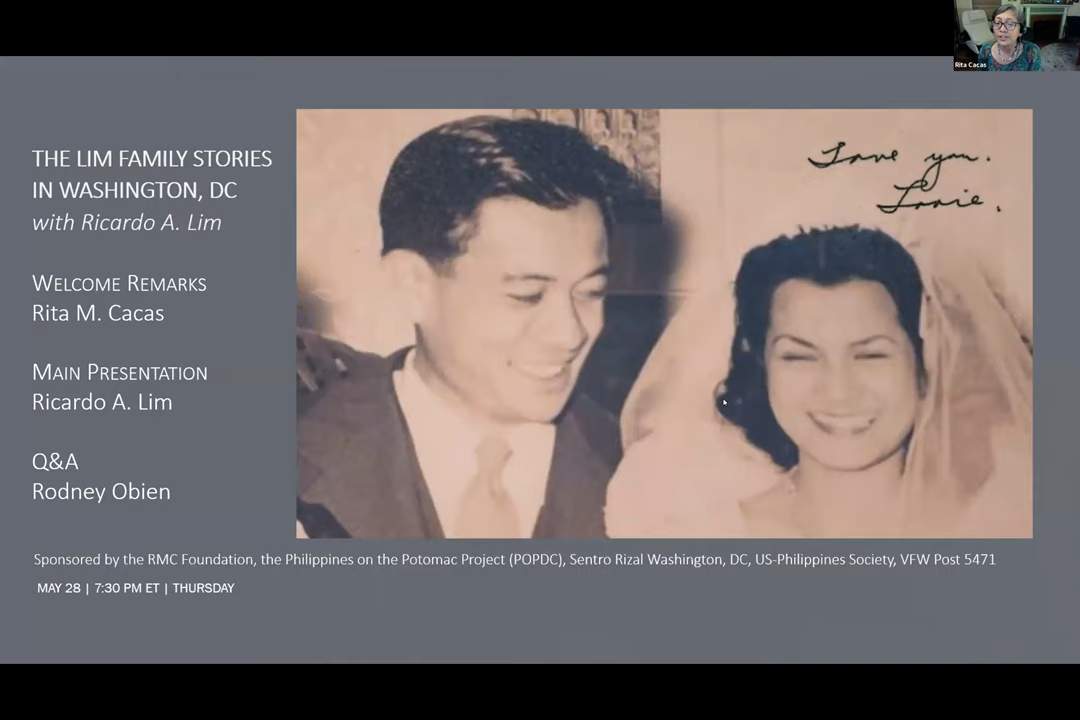 Rita Cacas
THE LIM FAMILY STORIES
IN WASHINGTON, DC
with Ricardo A. Lim
WELCOME REMARKS
Rita M. Cacas
MAIN PRESENTATION
Ricardo A. Lim
Q&A
Rodney Obien
Love you.
Sponsored by the RMC Foundation, the Philippines on the Potomac Project (POPDC), Sentro Rizal Washington, DC, US-Philippines Society, VFW Post 5471
MAY 28 | 7:30 PM ET | THURSDAY